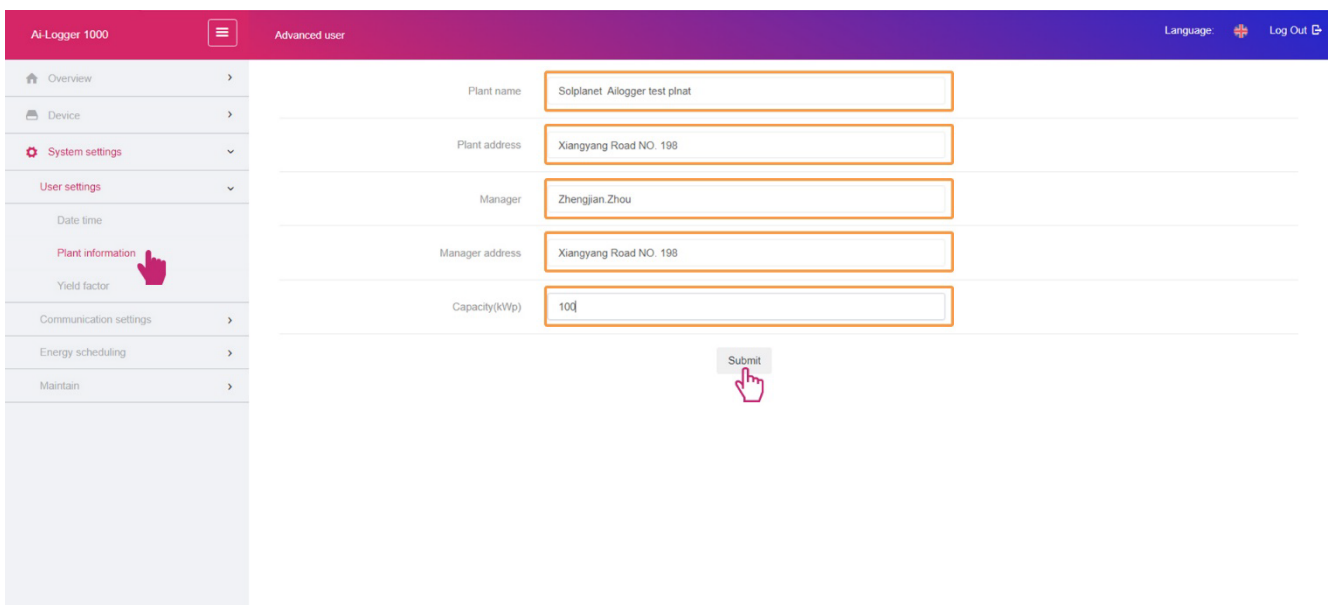 Ai-Logger 1000
Advanced user
Language:
Log Out
Overview
Device
System settings
User settings
Date time
Plant information
Yield factor
Communication settings
Energy scheduling
Maintain
Plant name
Solplanet Ailogger test plnat
Plant address
Xiangyang Road NO. 198
Manager
Zhengjian.Zhou
Manager address
Xiangyang Road NO. 198
Capacity(kWp)
100
Submit